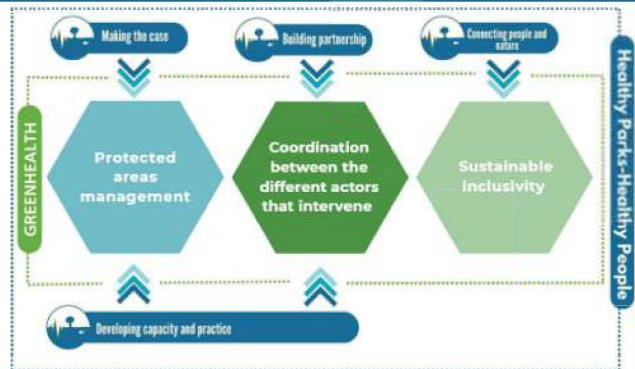 Making the case
Building partnership
Connecting people and
nature
GREENHEALTH
Protected
areas
management
Coordination
between the
different actors
that intervene
Sustainable
inclusivity
Healthy Parks-Healthy People
Developing capacity and practice